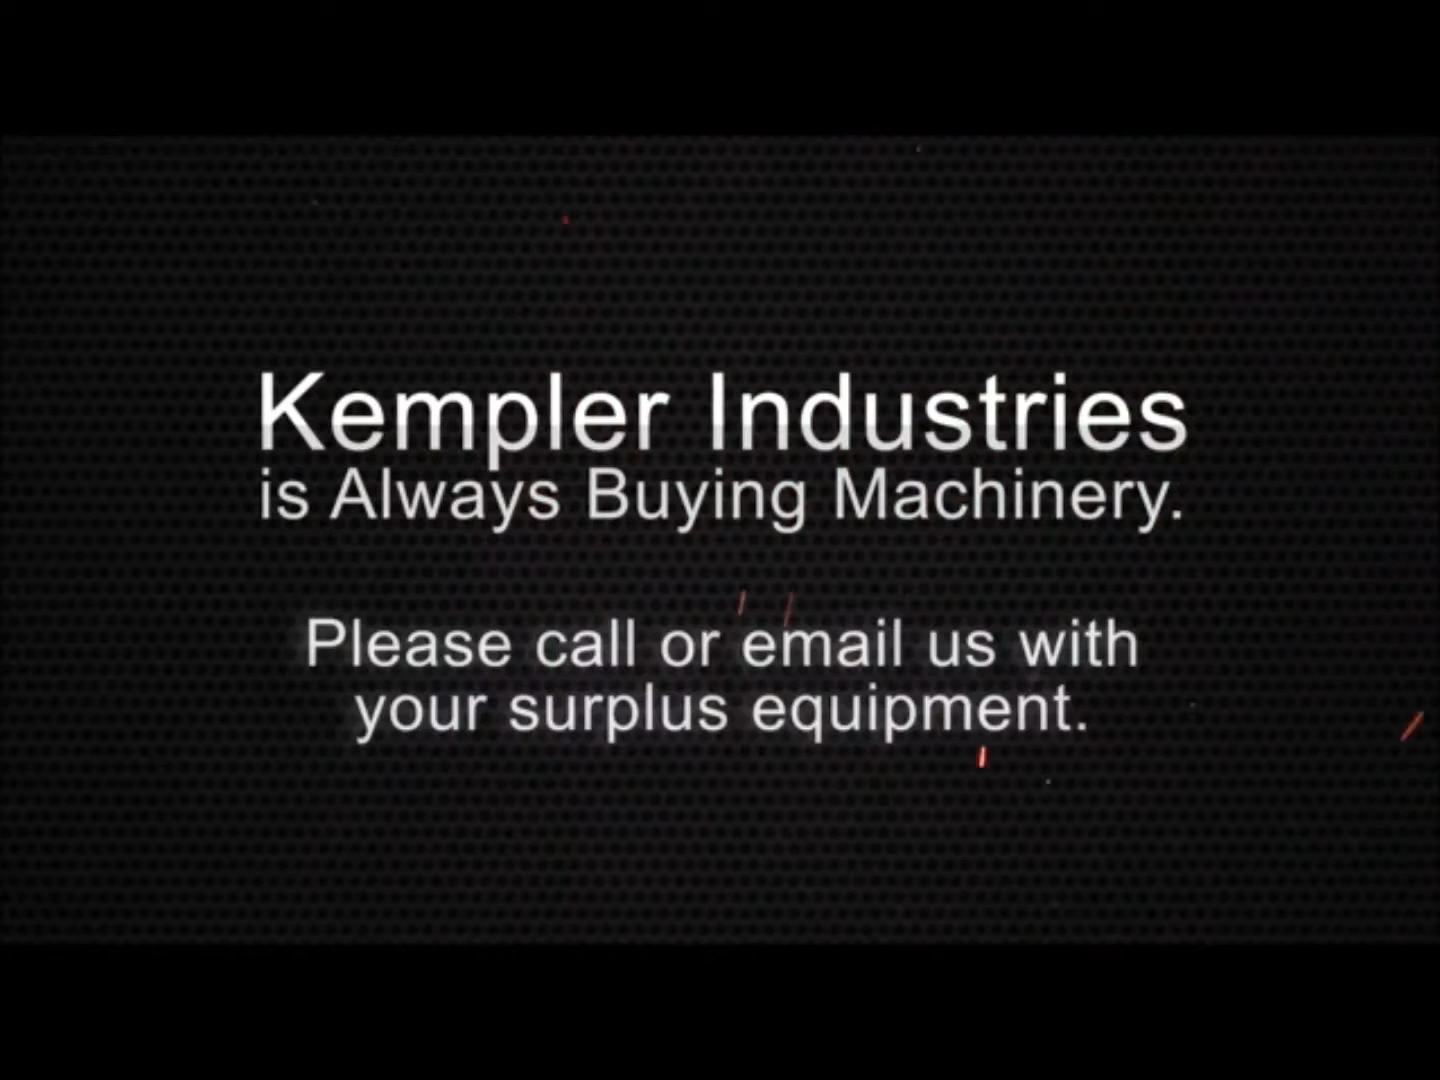 Kempler Industries
is Always Buying Machinery.
Please call or email us with
your surplus equipment.